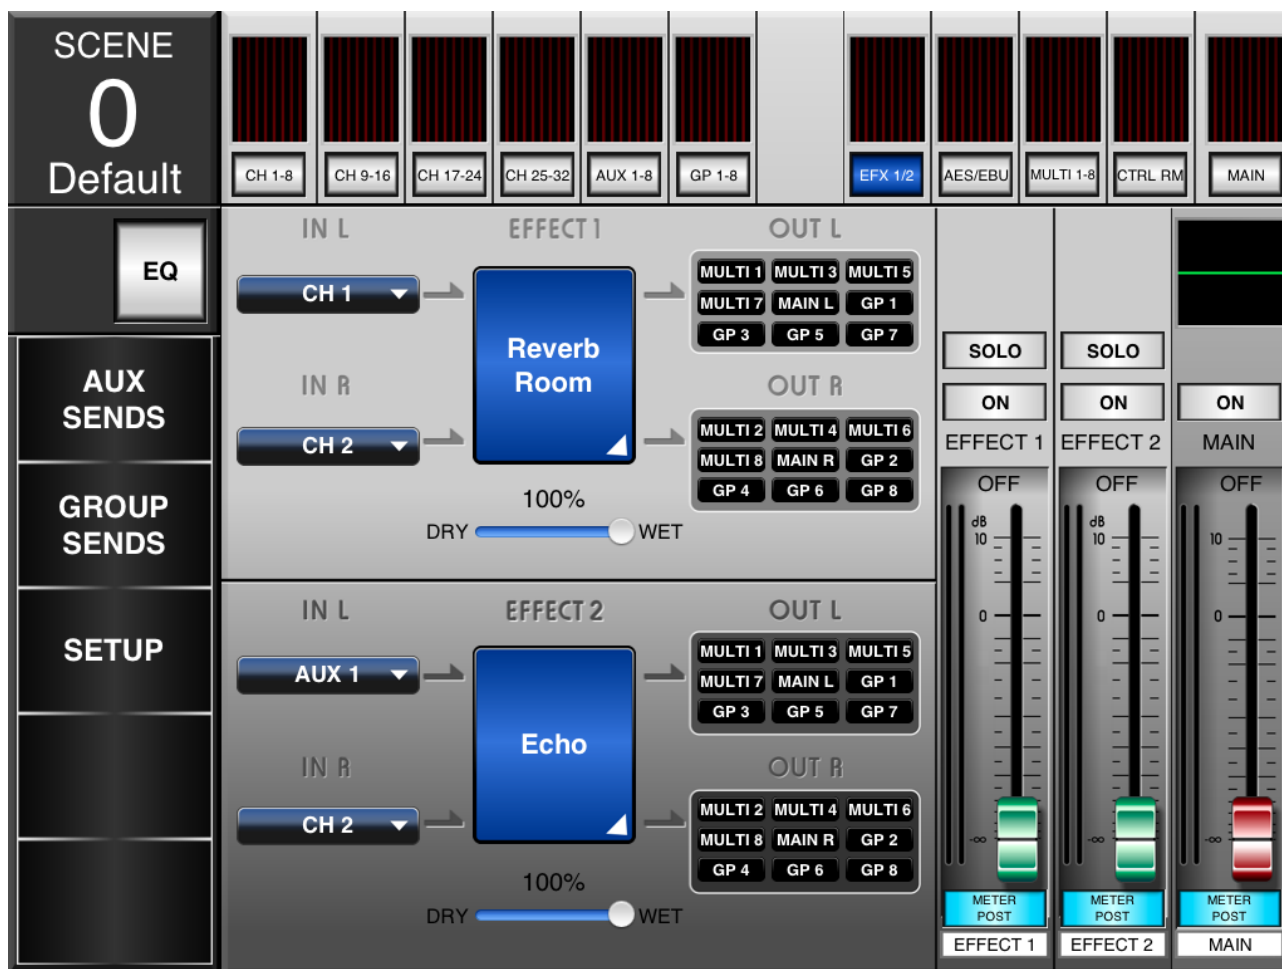 SCENE
0
Default
CH 1-8 CH 9-16 CH 17-24 CH 25-32 AUX 1-8 GP 1-8 EFX 1/2 AES/EBU MULTI 1-8 CTRL RM MAIN
EQ
AUX
SENDS
GROUP
SENDS
SETUP
IN L EFFECT 1 OUT L
CH 1
MULTI 1 MULTI 3 MULTI 5
MULTI 7 MAIN L GP 1
GP 3 GP 5 GP 7
Reverb
Room
IN R OUT R
CH 2
MULTI 2 MULTI 4 MULTI 6
MULTI 8 MAIN R GP 2
GP 4 GP 6 GP 8
100%
DRY WET
IN L EFFECT 2 OUT L
AUX 1
MULTI 1 MULTI 3 MULTI 5
MULTI 7 MAIN L GP 1
GP 3 GP 5 GP 7
Echo
IN R OUT R
CH 2
MULTI 2 MULTI 4 MULTI 6
MULTI 8 MAIN R GP 2
GP 4 GP 6 GP 8
100%
DRY WET
SOLO SOLO
ON ON ON
EFFECT 1 EFFECT 2 MAIN
OFF OFF OFF
dB dB
10 10 10
0 0 0
-∞ -∞ -∞
METER METER METER
POST POST POST
EFFECT 1 EFFECT 2 MAIN